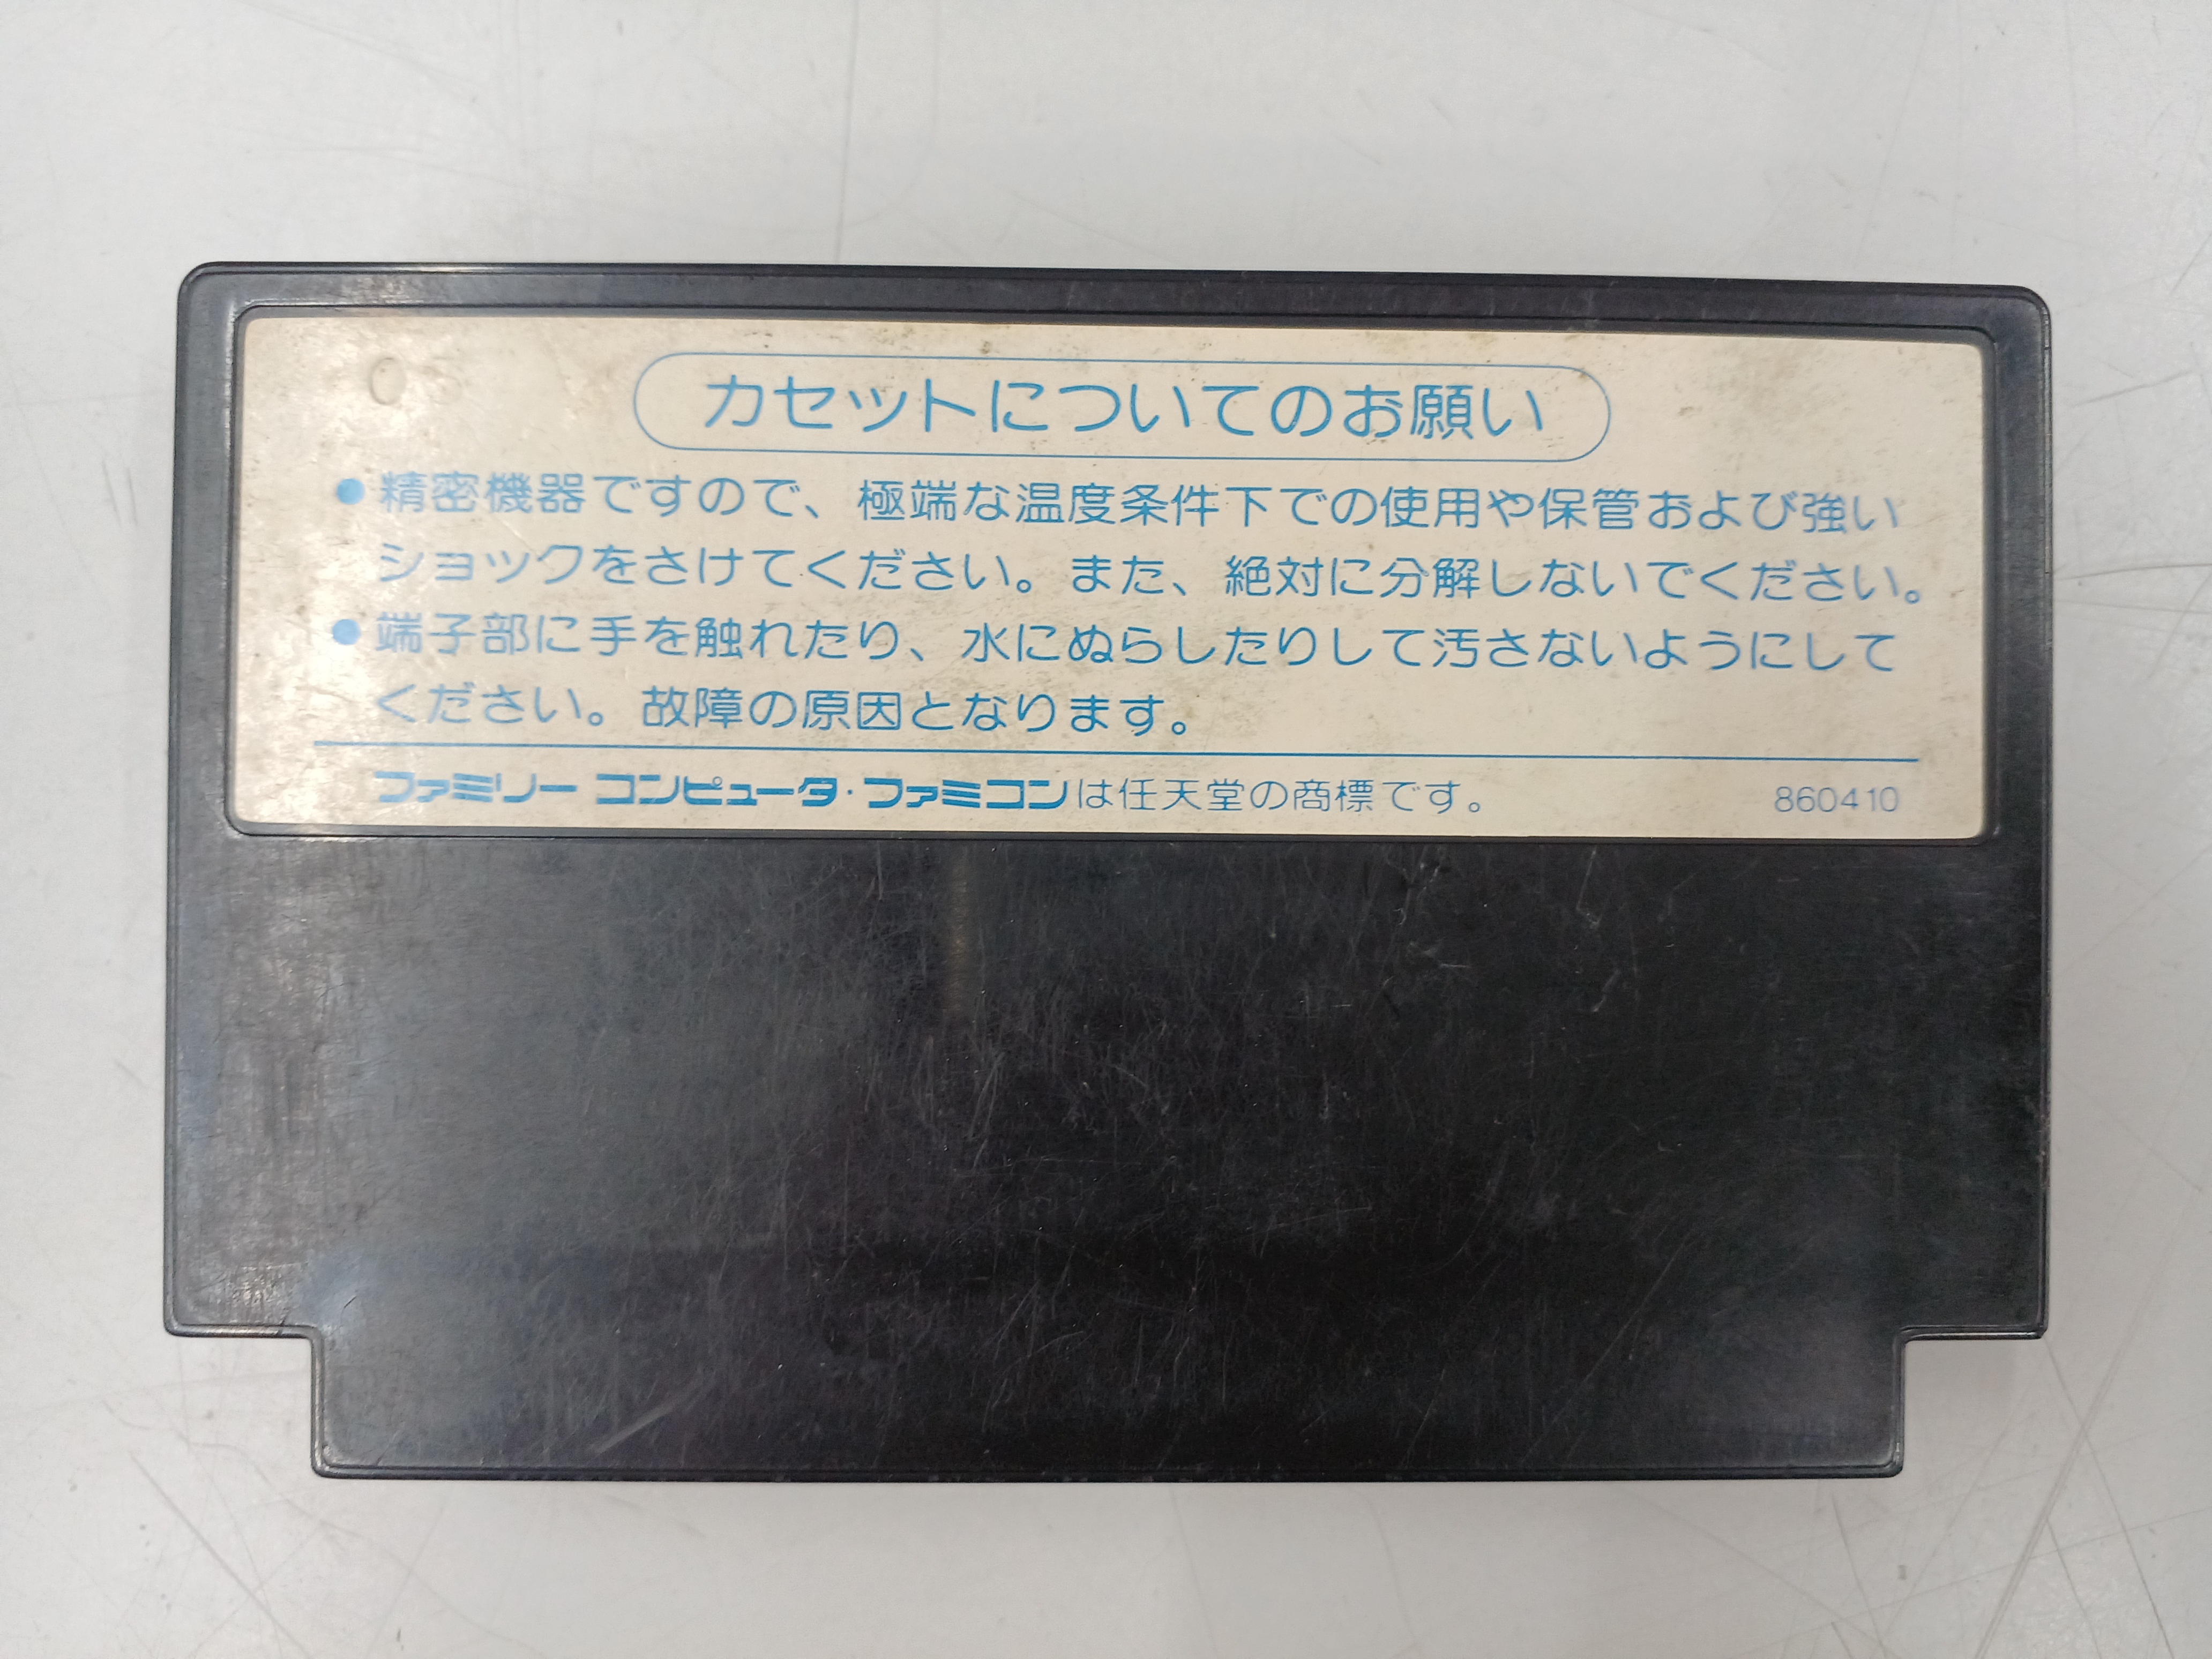 05
カセットについてのお願い
●精密機器ですので、極端な温度条件下での使用や保管および強い
ショックをさけてください。また、絶対に分解しないでください。
●端子部に手を触れたり、水にぬらしたりして汚さないようにして
ください。故障の原因となります。
ファミリー コンピュータ・ファミコンは任天堂の商標です。 860410